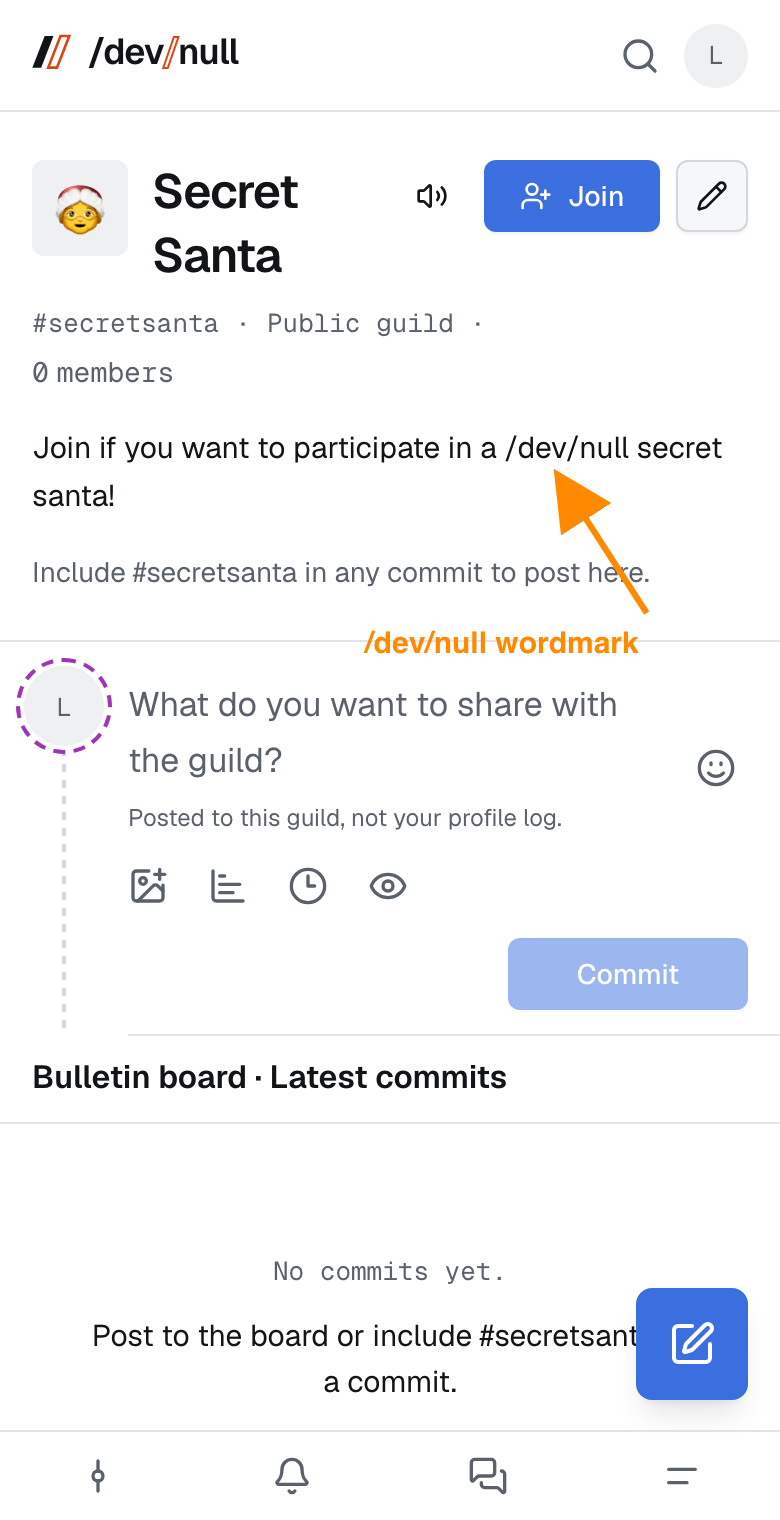 /dev/null
L
Secret
Santa
Join
#secretsanta · Public guild ·
0 members
Join if you want to participate in a /dev/null secret
santa!
Include #secretsanta in any commit to post here.
/dev/null wordmark
L
What do you want to share with
the guild?
Posted to this guild, not your profile log.
Commit
Bulletin board · Latest commits
No commits yet.
Post to the board or include #secretsant
a commit.